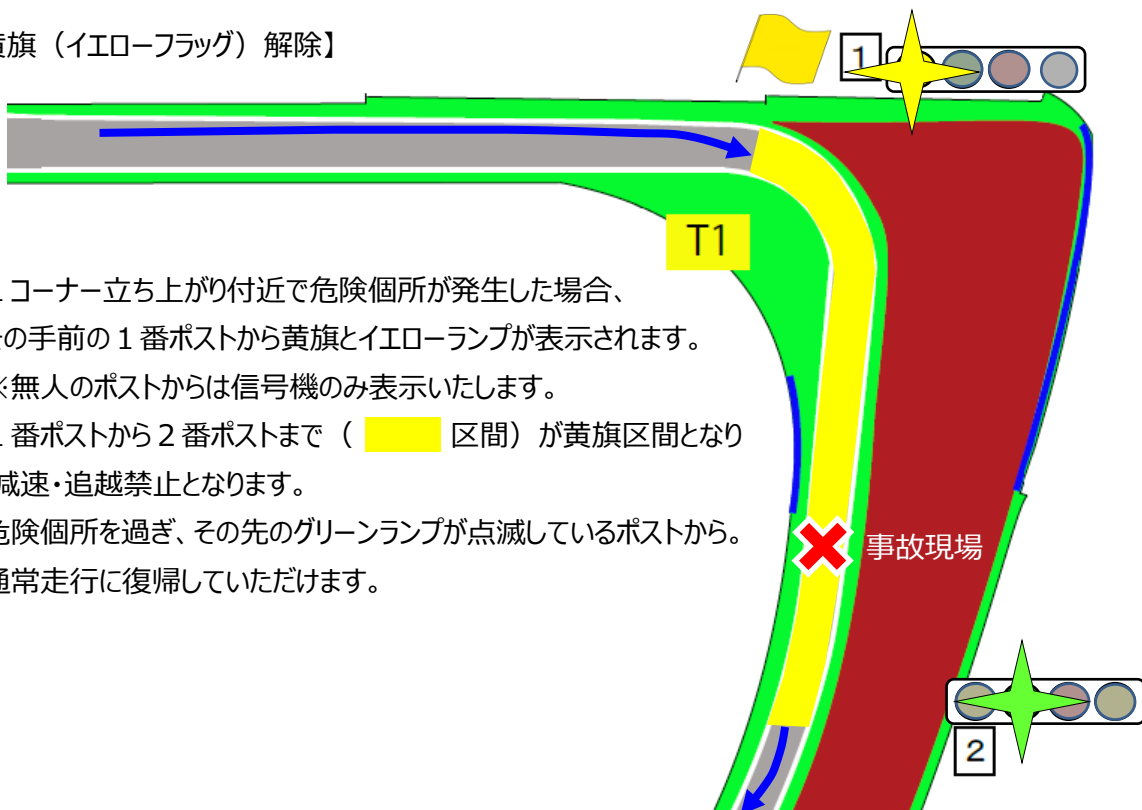 旗（イエローフラッグ）解除】
1
T1
コーナー立ち上がり付近で危険個所が発生した場合、
の手前の１番ポストから黄旗とイエローランプが表示されます。
※無人のポストからは信号機のみ表示いたします。
番ポストから２番ポストまで（ 区間）が黄旗区間となり
減速・追越禁止となります。
危険個所を過ぎ、その先のグリーンランプが点滅しているポストから。
通常走行に復帰していただけます。
事故現場
2